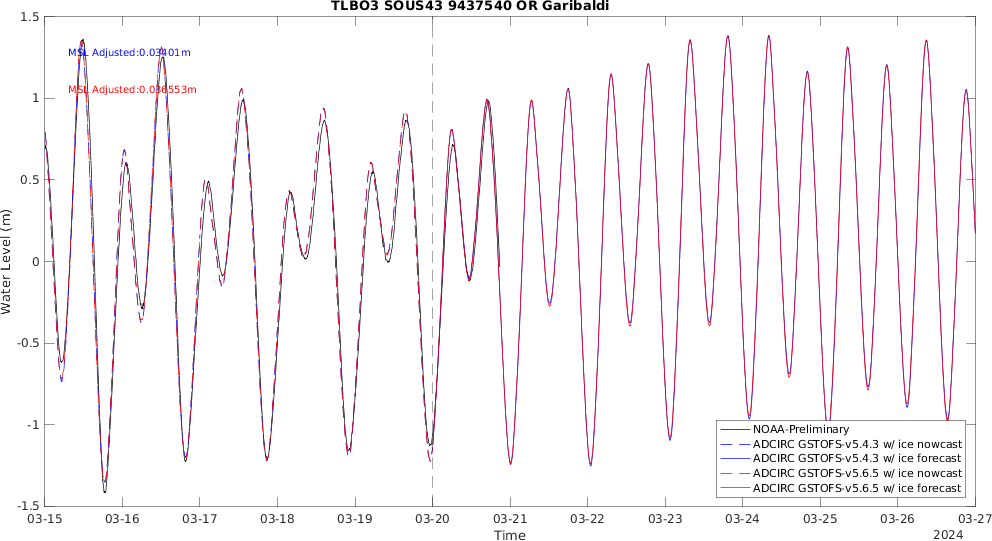 TLBO3 SOUS43 9437540 OR Garibaldi
MSL Adjusted:0.03401m
MSL Adjusted:0.036553m
Water Level (m)
1.5
1
0.5
0
-0.5
-1
-1.5
NOAA-Preliminary
ADCIRC GSTOFS-v5.4.3 w/ ice nowcast
ADCIRC GSTOFS-v5.4.3 w/ ice forecast
ADCIRC GSTOFS-v5.6.5 w/ ice nowcast
ADCIRC GSTOFS-v5.6.5 w/ ice forecast
03-15 03-16 03-17 03-18 03-19 03-20 03-21 03-22 03-23 03-24 03-25 03-26 03-27
Time
2024